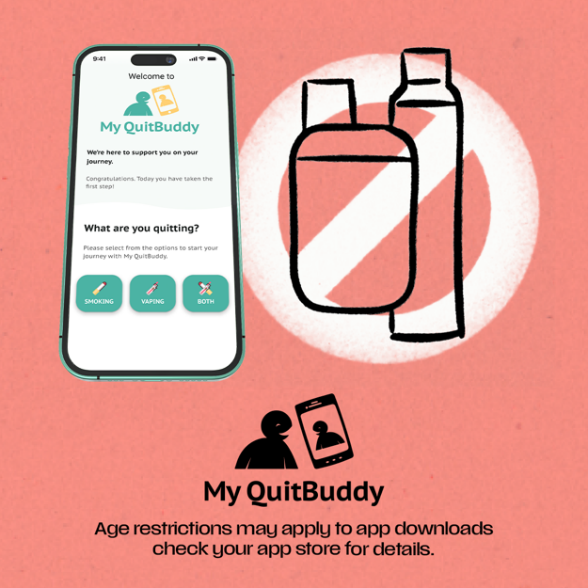 9:41
Welcome to
My QuitBuddy
We're here to support you on your
journey.
Congratulations. Today you have taken the
first step!
What are you quitting?
Please select from the options to start your
journey with My QuitBuddy.
SMOKING
VAPING
BOTH
My QuitBuddy
Age restrictions may apply to app downloads
check your app store for details.